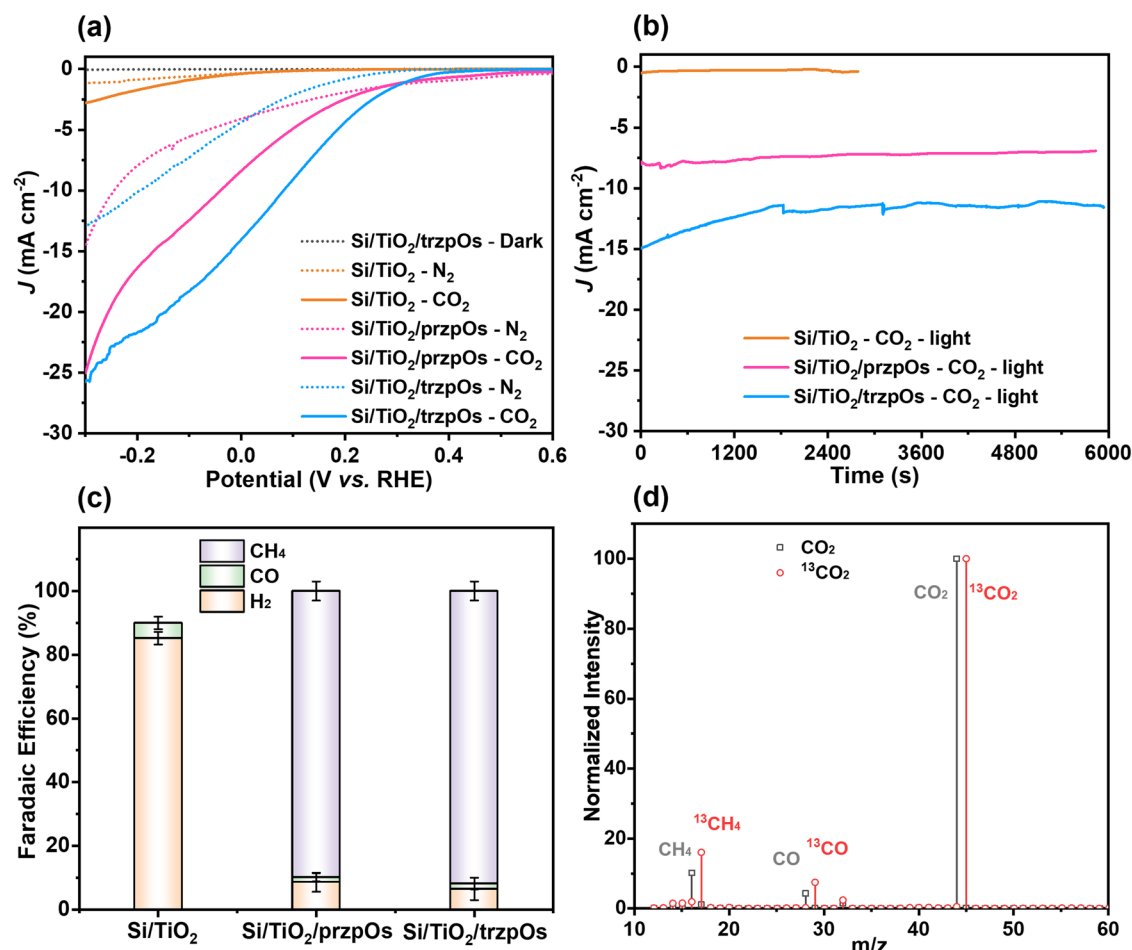 (a)
0
-5
-10
-15
-20
-25
-30
J (mA cm⁻²)
Si/TiO₂/trzpOs - Dark
Si/TiO₂ - N₂
Si/TiO₂ - CO₂
Si/TiO₂/przpOs - N₂
Si/TiO₂/przpOs - CO₂
Si/TiO₂/trzpOs - N₂
Si/TiO₂/trzpOs - CO₂
-0.2 0.0 0.2 0.4 0.6
Potential (V vs. RHE)
(b)
0
-5
-10
-15
-20
-25
-30
J (mA cm⁻²)
Si/TiO₂ - CO₂ - light
Si/TiO₂/przpOs - CO₂ - light
Si/TiO₂/trzpOs - CO₂ - light
0 1200 2400 3600 4800 6000
Time (s)
(c)
100
80
60
40
20
0
Faradaic Efficiency (%)
CH₄
CO
H₂
Si/TiO₂ Si/TiO₂/przpOs Si/TiO₂/trzpOs
(d)
100
80
60
40
20
0
Normalized Intensity
CO₂
¹³CO₂
CO₂
¹³CO₂
CH₄
¹³CH₄
CO
¹³CO
10 20 30 40 50 60
m/z